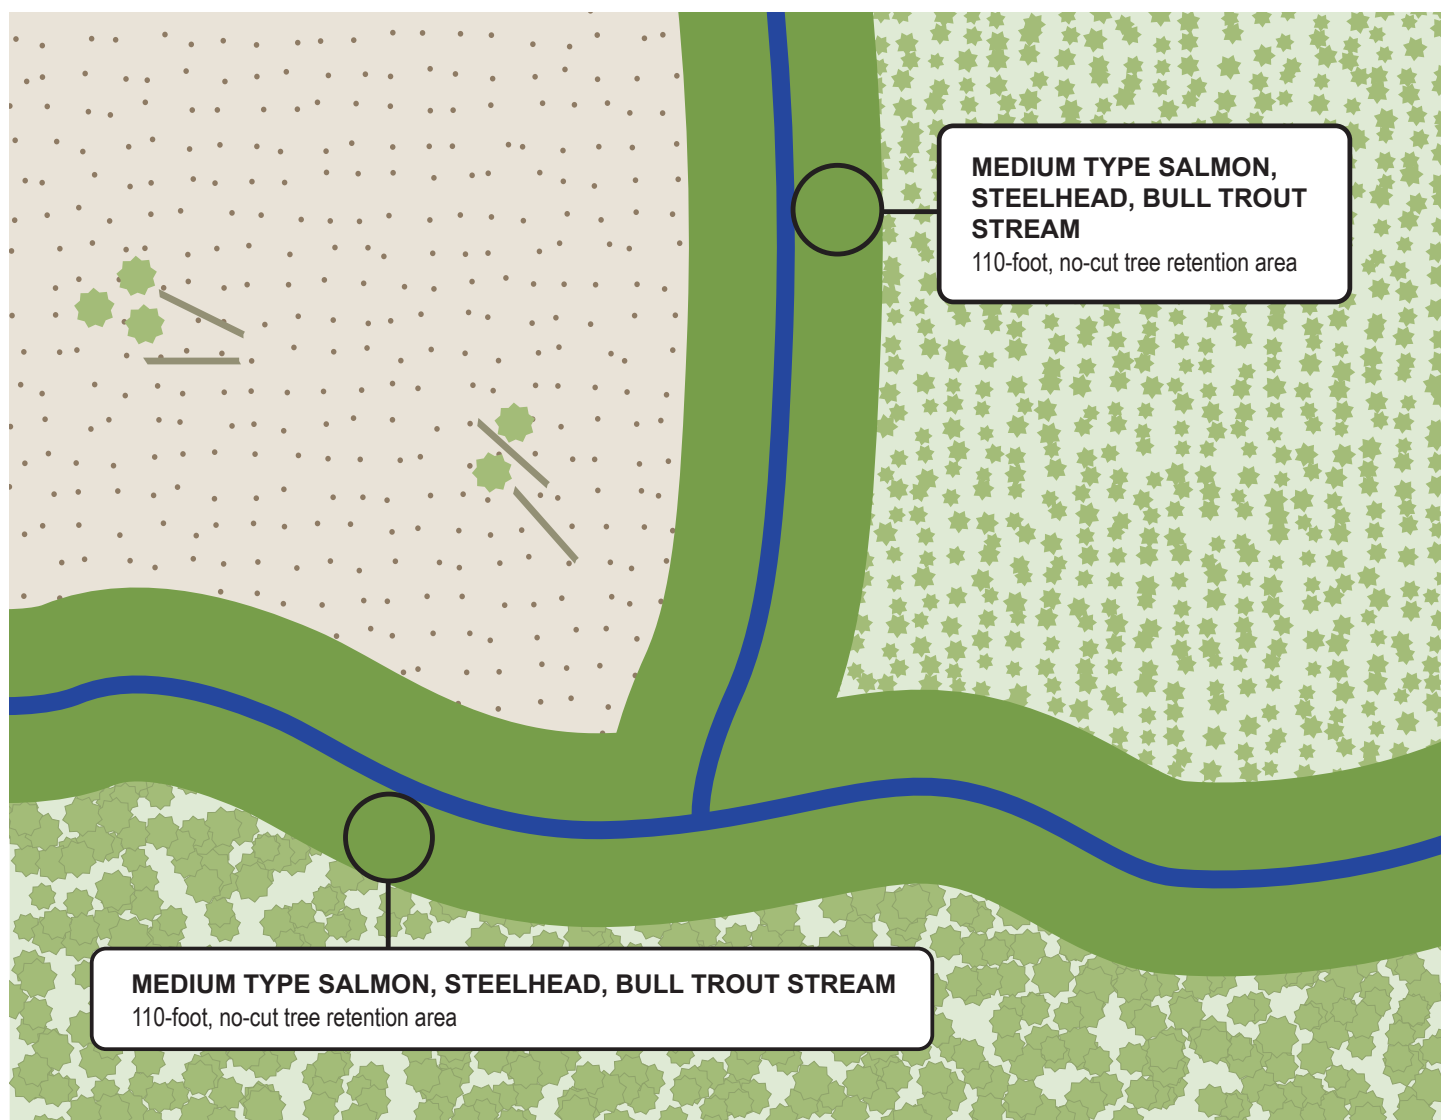 MEDIUM TYPE SALMON,
STEELHEAD, BULL TROUT
STREAM
110-foot, no-cut tree retention area
MEDIUM TYPE SALMON, STEELHEAD, BULL TROUT STREAM
110-foot, no-cut tree retention area